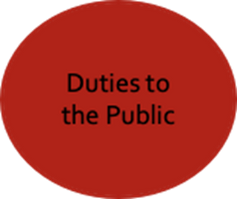 Duties to
the Public